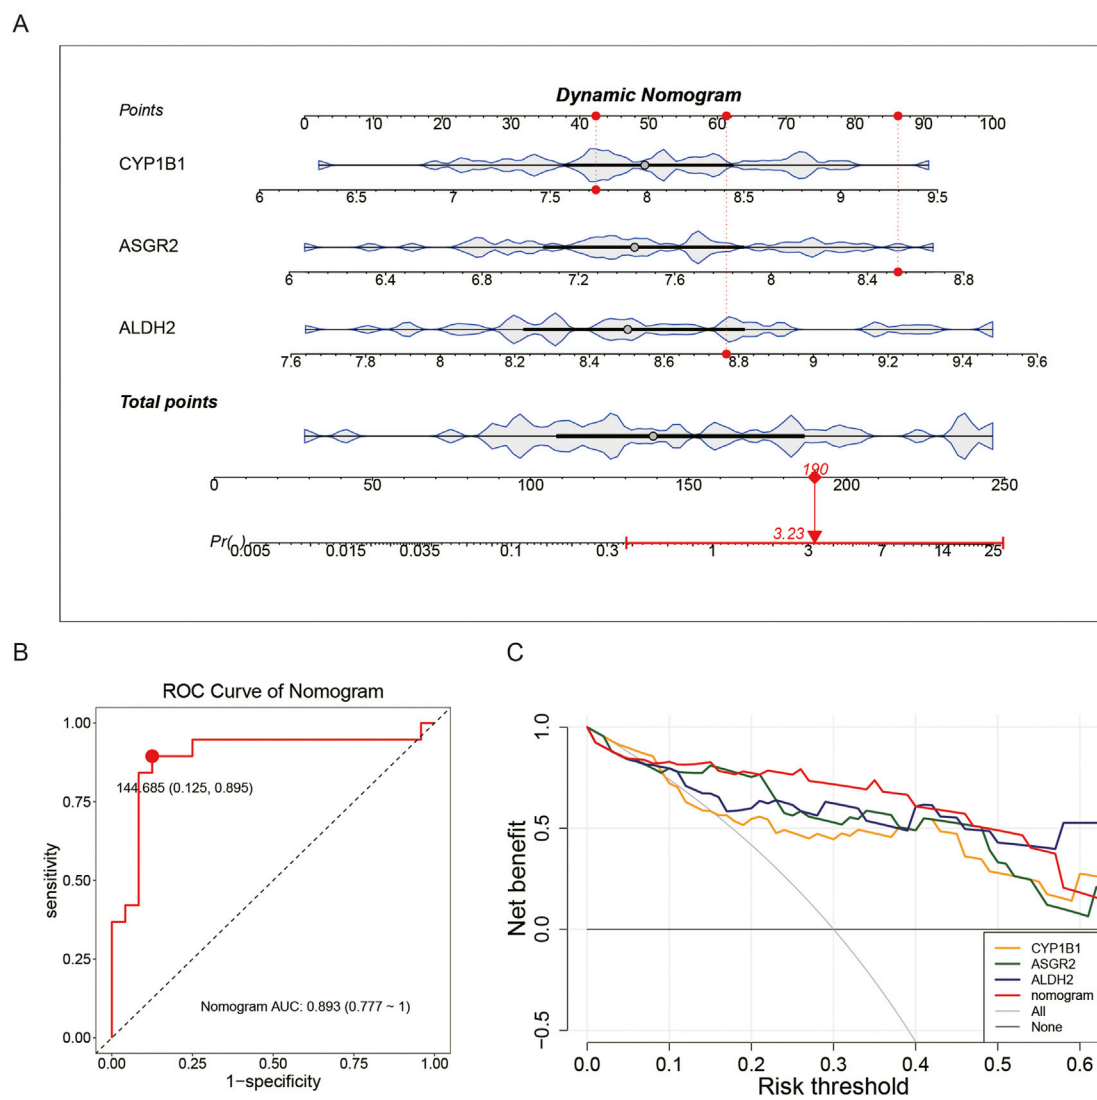 A
Dynamic Nomogram
Points
0 10 20 30 40 50 60 70 80 90 100
CYP1B1
6 6.5 7 7.5 8 8.5 9 9.5
ASGR2
6 6.4 6.8 7.2 7.6 8 8.4 8.8
ALDH2
7.6 7.8 8 8.2 8.4 8.6 8.8 9 9.2 9.4 9.6
Total points
190
0 50 100 150 200 250
3.23
Pr( )
0.005 0.015 0.035 0.1 0.3 1 3 7 14 25
B
ROC Curve of Nomogram
1.00
0.75
0.50
0.25
0.00
sensitivity
144.685 (0.125, 0.895)
Nomogram AUC: 0.893 (0.777 ~ 1)
0.00 0.25 0.50 0.75 1.00
1−specificity
C
1.0
0.5
0.0
−0.5
Net benefit
CYP1B1
ASGR2
ALDH2
nomogram
All
None
0.0 0.1 0.2 0.3 0.4 0.5 0.6
Risk threshold